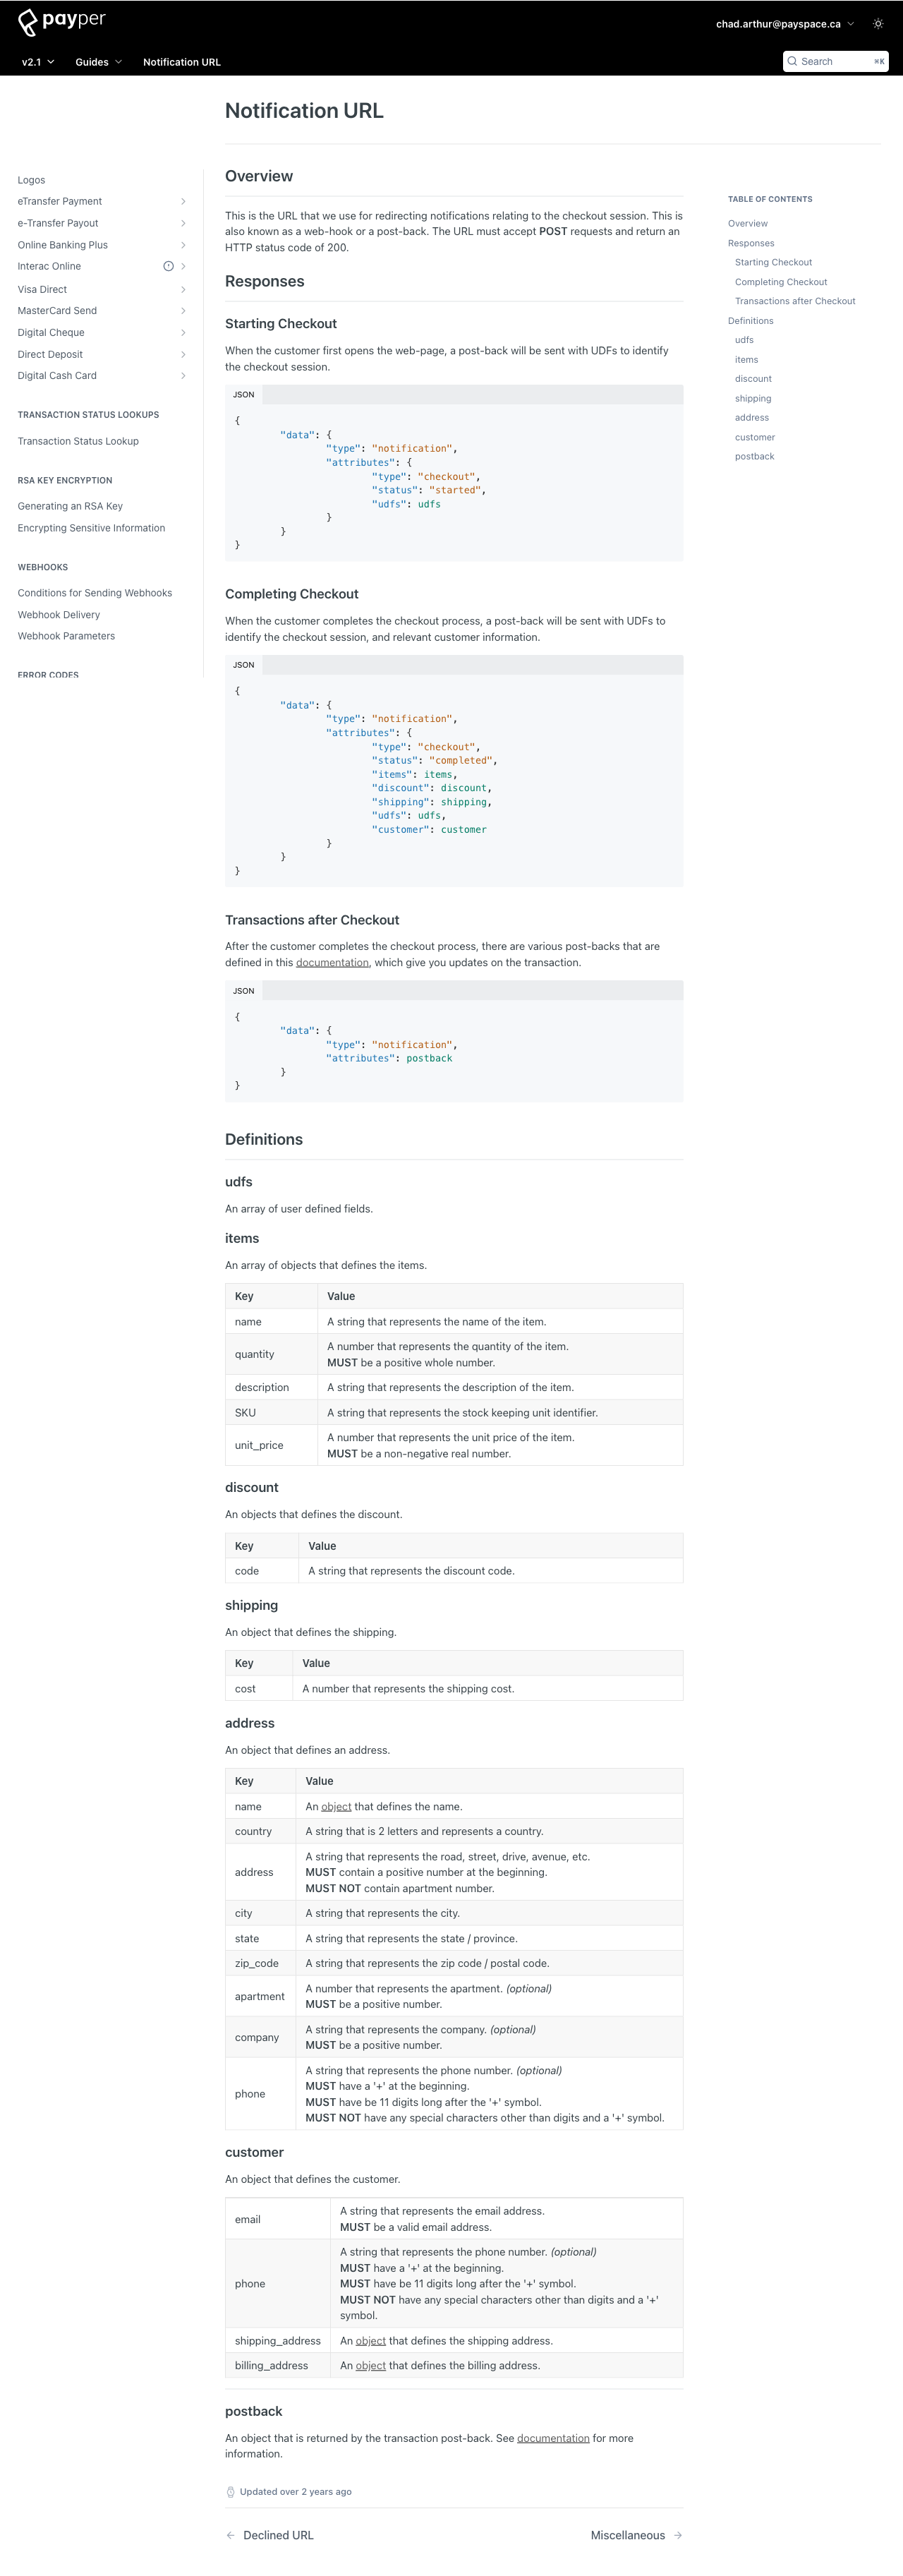 payper
chad.arthur@payspace.ca
v2.1
Guides
Notification URL
Search
⌘K
Notification URL
Logos
eTransfer Payment
e-Transfer Payout
Online Banking Plus
Interac Online
Visa Direct
MasterCard Send
Digital Cheque
Direct Deposit
Digital Cash Card
TRANSACTION STATUS LOOKUPS
Transaction Status Lookup
RSA KEY ENCRYPTION
Generating an RSA Key
Encrypting Sensitive Information
WEBHOOKS
Conditions for Sending Webhooks
Webhook Delivery
Webhook Parameters
ERROR CODES
Overview
This is the URL that we use for redirecting notifications relating to the checkout session. This is
also known as a web-hook or a post-back. The URL must accept POST requests and return an
HTTP status code of 200.
Responses
Starting Checkout
When the customer first opens the web-page, a post-back will be sent with UDFs to identify
the checkout session.
JSON
{
"data": {
"type": "notification",
"attributes": {
"type": "checkout",
"status": "started",
"udfs": udfs
}
}
}
Completing Checkout
When the customer completes the checkout process, a post-back will be sent with UDFs to
identify the checkout session, and relevant customer information.
JSON
{
"data": {
"type": "notification",
"attributes": {
"type": "checkout",
"status": "completed",
"items": items,
"discount": discount,
"shipping": shipping,
"udfs": udfs,
"customer": customer
}
}
}
Transactions after Checkout
After the customer completes the checkout process, there are various post-backs that are
defined in this documentation, which give you updates on the transaction.
JSON
{
"data": {
"type": "notification",
"attributes": postback
}
}
Definitions
udfs
An array of user defined fields.
items
An array of objects that defines the items.
Key Value
name A string that represents the name of the item.
quantity A number that represents the quantity of the item.
MUST be a positive whole number.
description A string that represents the description of the item.
SKU A string that represents the stock keeping unit identifier.
unit_price A number that represents the unit price of the item.
MUST be a non-negative real number.
discount
An objects that defines the discount.
Key Value
code A string that represents the discount code.
shipping
An object that defines the shipping.
Key Value
cost A number that represents the shipping cost.
address
An object that defines an address.
Key Value
name An object that defines the name.
country A string that is 2 letters and represents a country.
address A string that represents the road, street, drive, avenue, etc.
MUST contain a positive number at the beginning.
MUST NOT contain apartment number.
city A string that represents the city.
state A string that represents the state / province.
zip_code A string that represents the zip code / postal code.
apartment A number that represents the apartment. (optional)
MUST be a positive number.
company A string that represents the company. (optional)
MUST be a positive number.
phone A string that represents the phone number. (optional)
MUST have a '+' at the beginning.
MUST have be 11 digits long after the '+' symbol.
MUST NOT have any special characters other than digits and a '+' symbol.
customer
An object that defines the customer.
email A string that represents the email address.
MUST be a valid email address.
phone A string that represents the phone number. (optional)
MUST have a '+' at the beginning.
MUST have be 11 digits long after the '+' symbol.
MUST NOT have any special characters other than digits and a '+'
symbol.
shipping_address An object that defines the shipping address.
billing_address An object that defines the billing address.
postback
An object that is returned by the transaction post-back. See documentation for more
information.
Updated over 2 years ago
← Declined URL
Miscellaneous →
TABLE OF CONTENTS
Overview
Responses
Starting Checkout
Completing Checkout
Transactions after Checkout
Definitions
udfs
items
discount
shipping
address
customer
postback